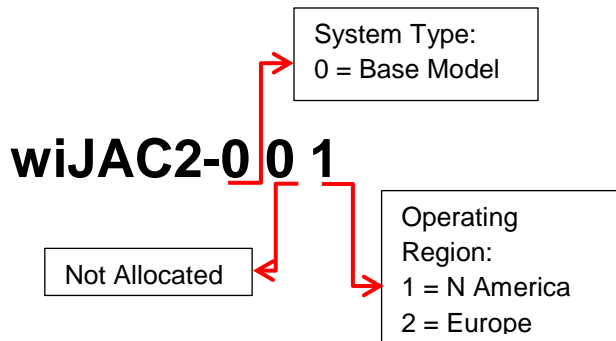 System Type:
0 = Base Model
wiJAC2-0 0 1
Not Allocated
Operating
Region:
1 = N America
2 = Europe